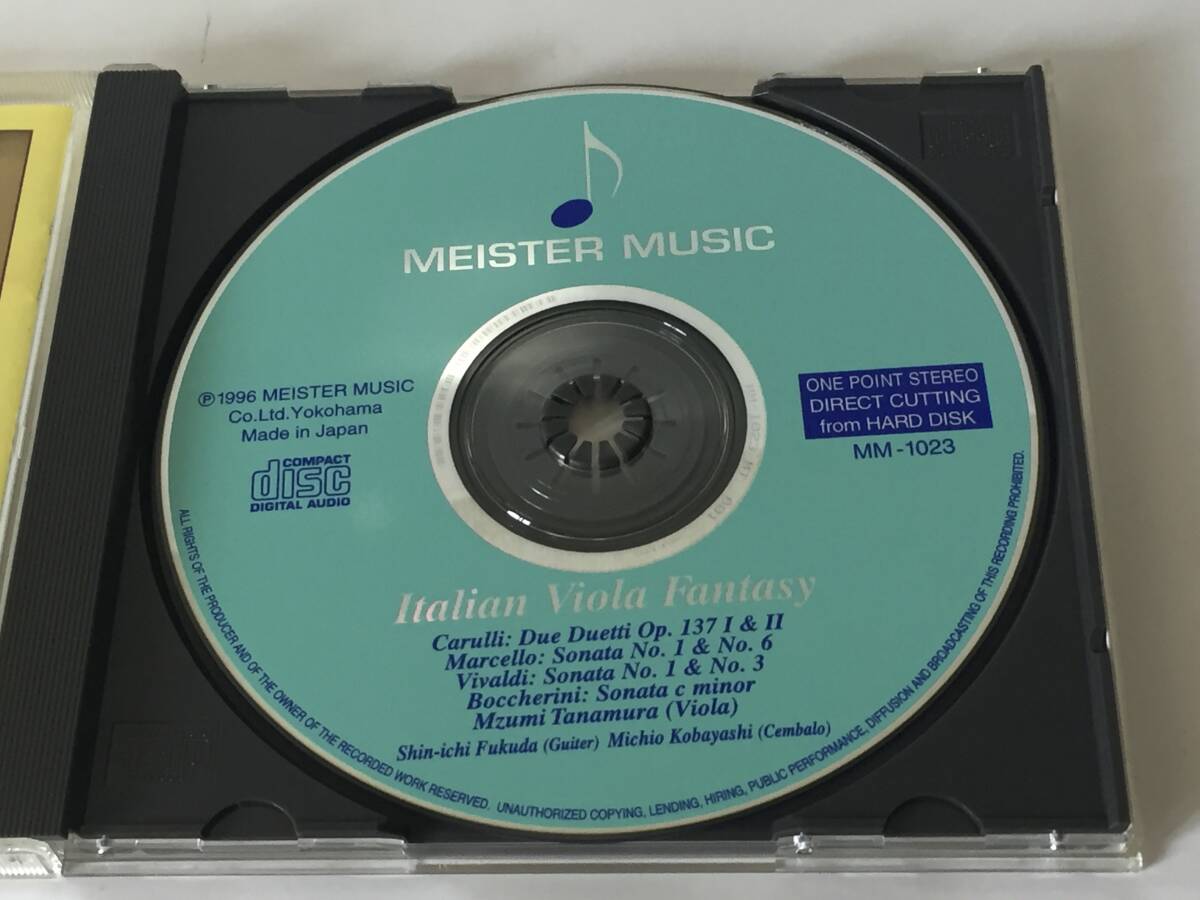 MEISTER MUSIC
℗1996 MEISTER MUSIC
Co.Ltd.Yokohama
Made in Japan
COMPACT
disc
DIGITAL AUDIO
ONE POINT STEREO
DIRECT CUTTING
from HARD DISK
MM-1023
Italian Viola Fantasy
Carulli: Due Duetti Op. 137 I & II
Marcello: Sonata No. 1 & No. 6
Vivaldi: Sonata No. 1 & No. 3
Boccherini: Sonata c minor
Mzumi Tanamura (Viola)
Shin-ichi Fukuda (Guiter) Michio Kobayashi (Cembalo)
ALL RIGHTS OF THE PRODUCER AND OF THE OWNER OF THE RECORDED WORK RESERVED. UNAUTHORIZED COPYING, LENDING, HIRING, PUBLIC PERFORMANCE, DIFFUSION AND BROADCASTING OF THIS RECORDING PROHIBITED.